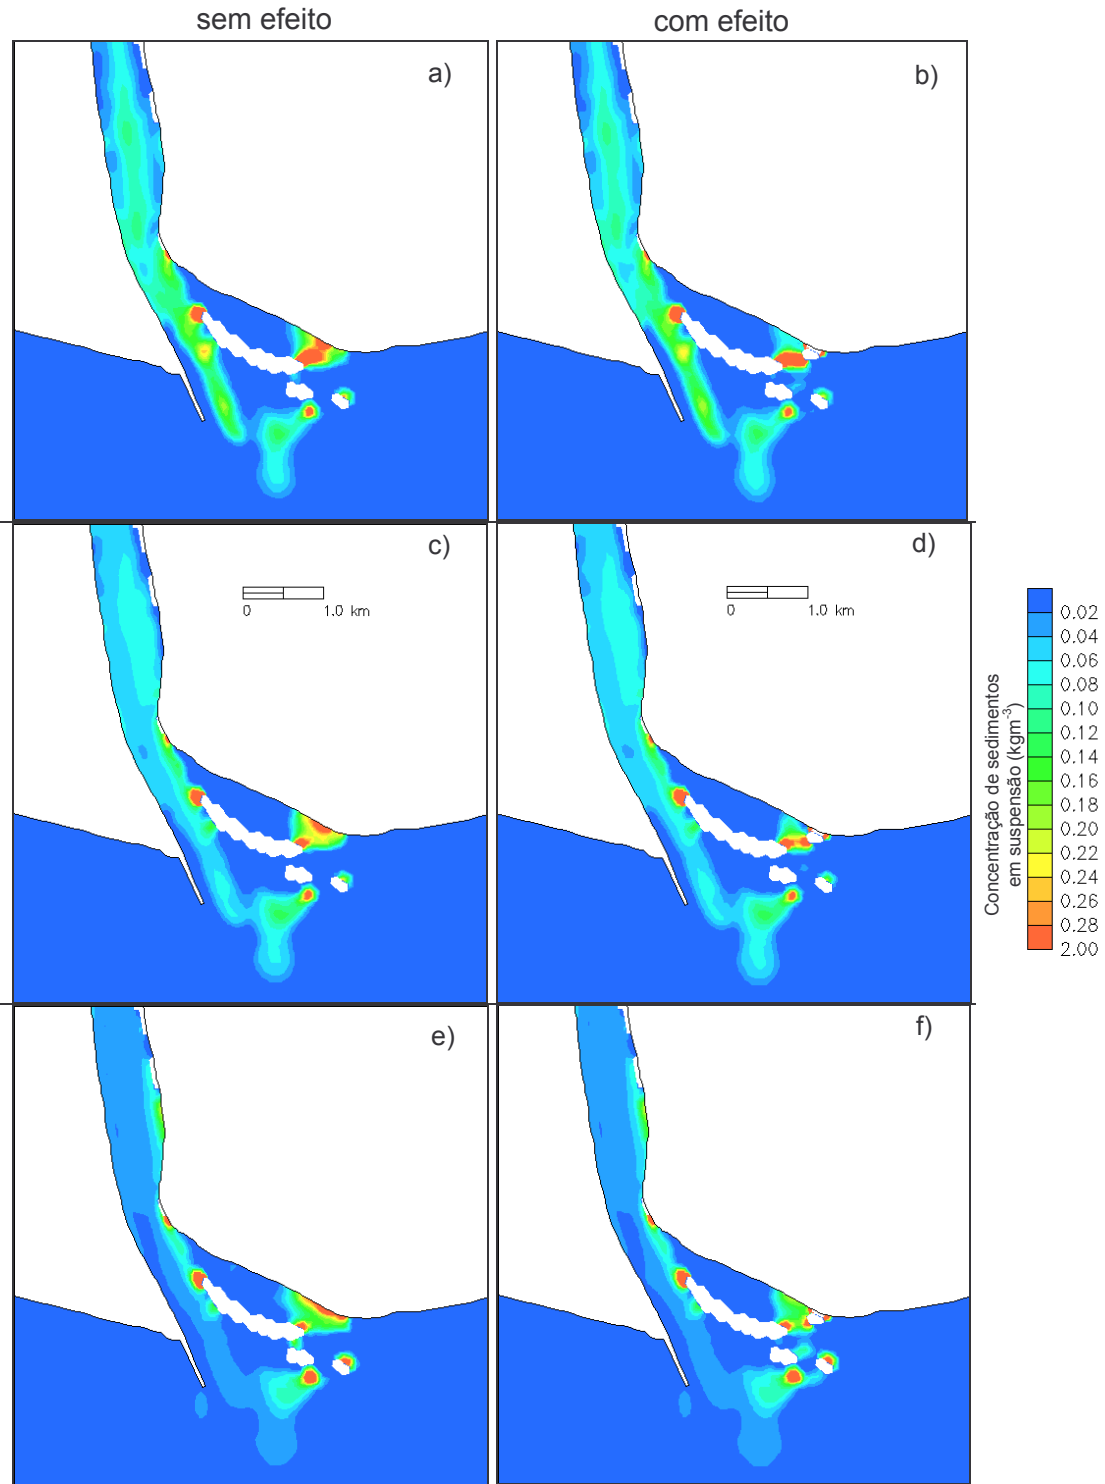 sem efeito
com efeito
a)
b)
c)
d)
0 1.0 km
0 1.0 km
e)
f)
Concentração de sedimentos
em suspensão (kgm-3)
0.02
0.04
0.06
0.08
0.10
0.12
0.14
0.16
0.18
0.20
0.22
0.24
0.26
0.28
2.00